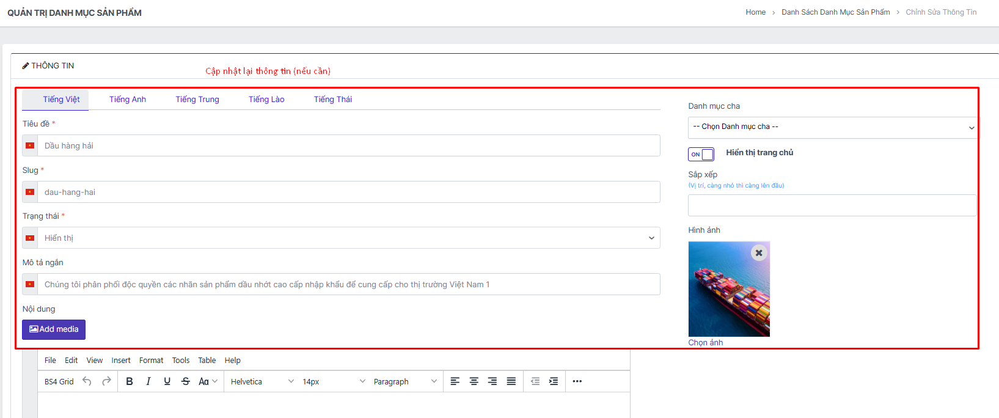 QUẢN TRỊ DANH MỤC SẢN PHẨM
Home › Danh Sách Danh Mục Sản Phẩm › Chỉnh Sửa Thông Tin
THÔNG TIN
Cập nhật lại thông tin (nếu cần)
Tiếng Việt Tiếng Anh Tiếng Trung Tiếng Lào Tiếng Thái
Tiêu đề *
Dầu hàng hải
Slug *
dau-hang-hai
Trạng thái *
Hiển thị
Mô tả ngắn
Chúng tôi phân phối độc quyền các nhãn sản phẩm dầu nhớt cao cấp nhập khẩu để cung cấp cho thị trường Việt Nam 1
Nội dung
Add media
File Edit View Insert Format Tools Table Help
BS4 Grid B I U S Aa Helvetica 14px Paragraph
Danh mục cha
-- Chọn Danh mục cha --
ON Hiển thị trang chủ
Sắp xếp
(Vị trí, càng nhỏ thì càng lên đầu)
Hình ảnh
Chọn ảnh